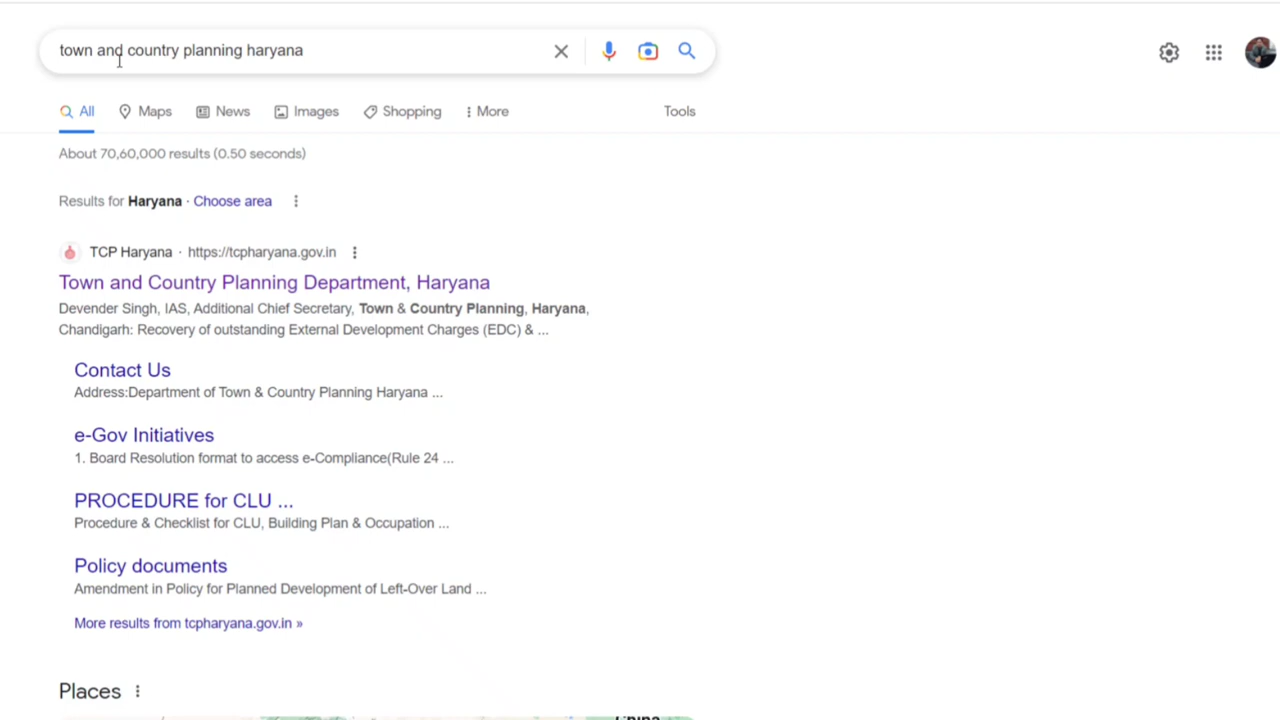 town and country planning haryana
All Maps News Images Shopping More Tools
About 70,60,000 results (0.50 seconds)
Results for Haryana · Choose area
TCP Haryana · https://tcpharyana.gov.in
Town and Country Planning Department, Haryana
Devender Singh, IAS, Additional Chief Secretary, Town & Country Planning, Haryana,
Chandigarh: Recovery of outstanding External Development Charges (EDC) & ...
Contact Us
Address:Department of Town & Country Planning Haryana ...
e-Gov Initiatives
1. Board Resolution format to access e-Compliance(Rule 24 ...
PROCEDURE for CLU ...
Procedure & Checklist for CLU, Building Plan & Occupation ...
Policy documents
Amendment in Policy for Planned Development of Left-Over Land ...
More results from tcpharyana.gov.in »
Places
China